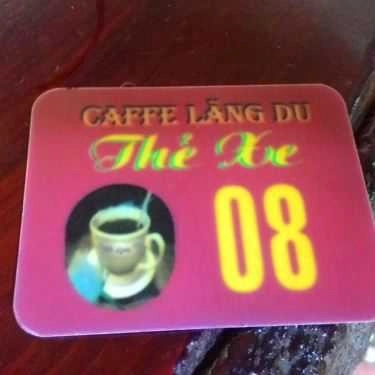 CAFFE LÃNG DU
Thẻ Xe
08